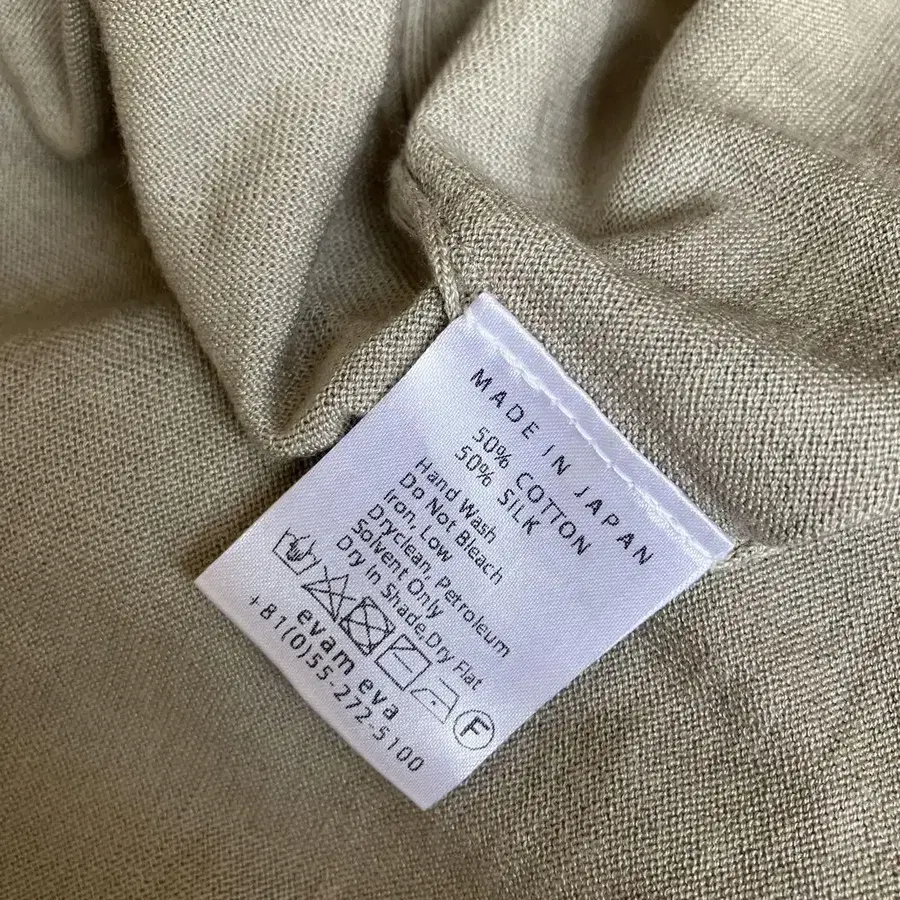 MADE IN JAPAN
50% COTTON
50% SILK
Hand Wash
Do Not Bleach
Iron, Low
Dryclean, Petroleum
Solvent Only
Dry In Shade,Dry Flat
F
evam eva
+81(0)55-272-5100